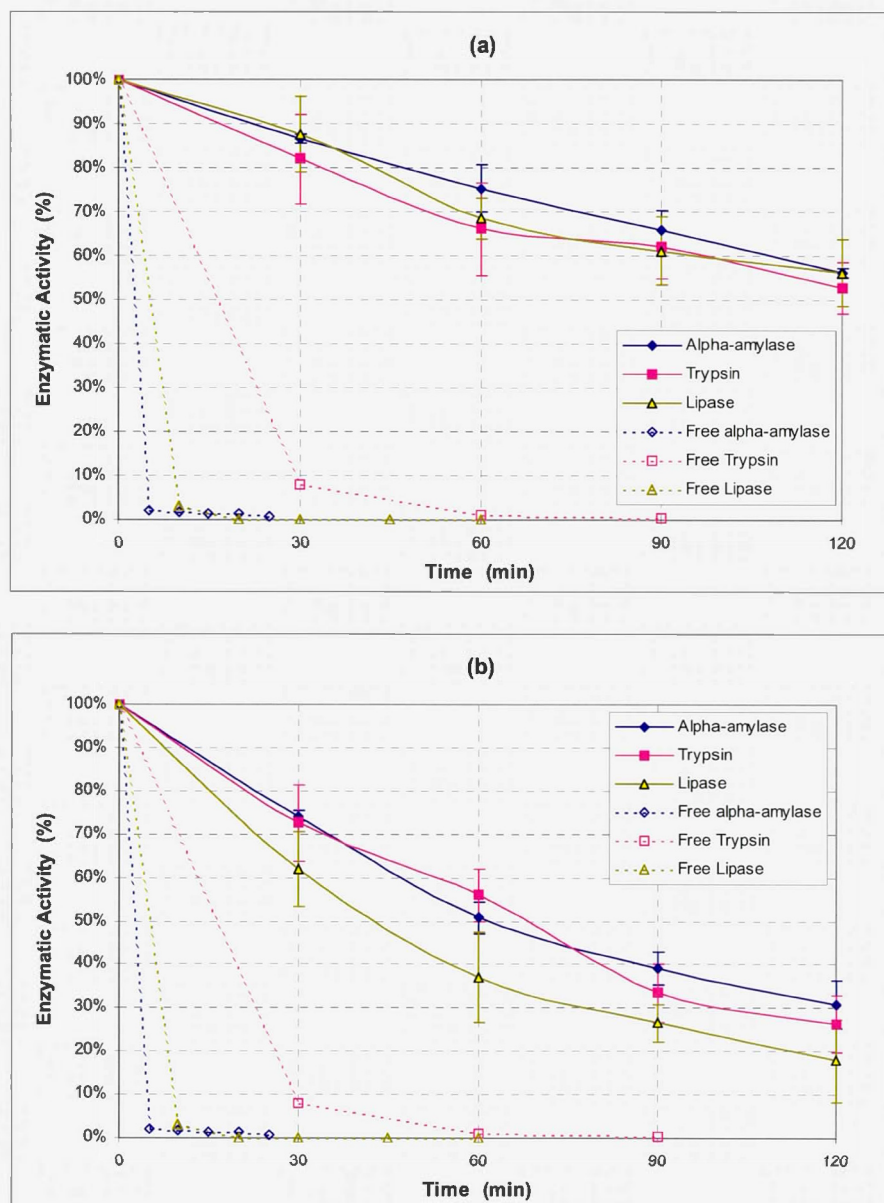 (a)
100%
90%
80%
70%
60%
50%
40%
30%
20%
10%
0%
Enzymatic Activity (%)
Alpha-amylase
Trypsin
Lipase
Free alpha-amylase
Free Trypsin
Free Lipase
0 30 60 90 120
Time (min)
(b)
100%
90%
80%
70%
60%
50%
40%
30%
20%
10%
0%
Enzymatic Activity (%)
Alpha-amylase
Trypsin
Lipase
Free alpha-amylase
Free Trypsin
Free Lipase
0 30 60 90 120
Time (min)